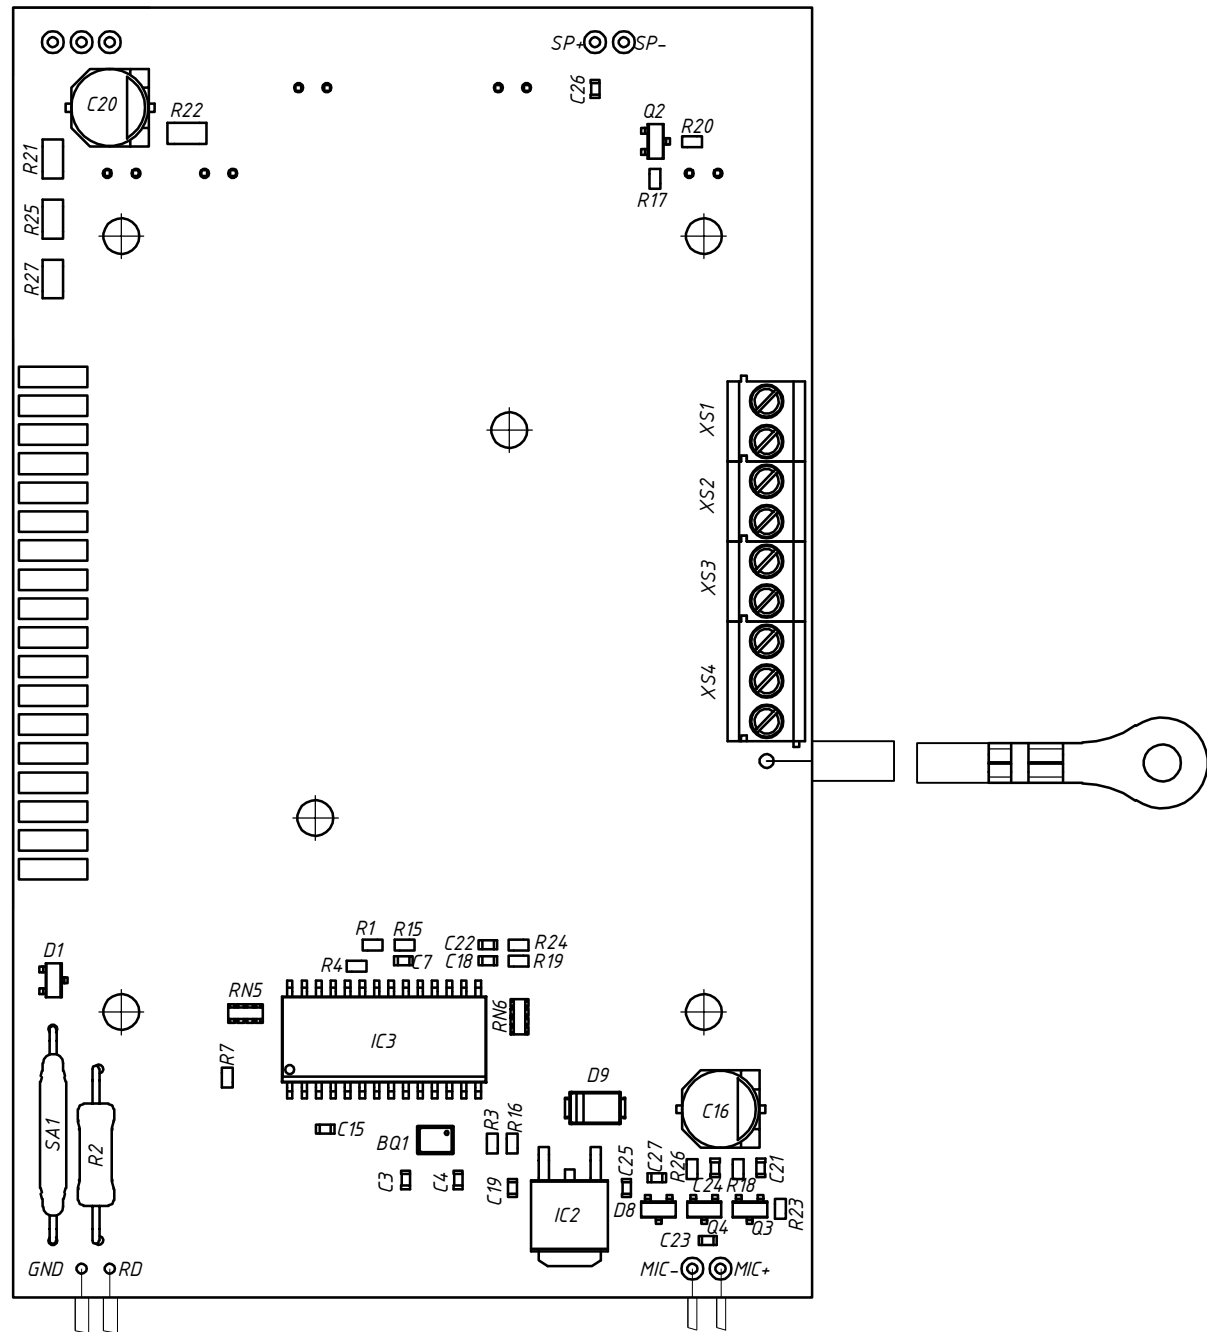 SP+ SP-
C26
C20
R22
Q2
R20
R21
R17
R25
R27
XS1
XS2
XS3
XS4
R1 R15 C22 R24
R4 C7 C18 R19
D1
RN5
RN6
IC3
R7
D9
C16
SA1
R2
C15
BQ1
R3
R16
C3
C4
C19
C25
C27
R26
C24
R18
C21
IC2
D8
Q4
Q3
R23
C23
GND RD
MIC- MIC+